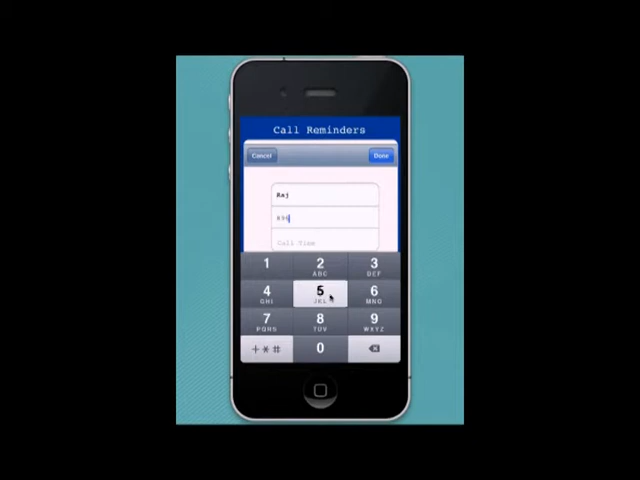 Call Reminders
Cancel
Done
Raj
896
Call Time
1
2
ABC
3
DEF
4
GHI
5
JKL
6
MNO
7
PQRS
8
TUV
9
WXYZ
+*#
0